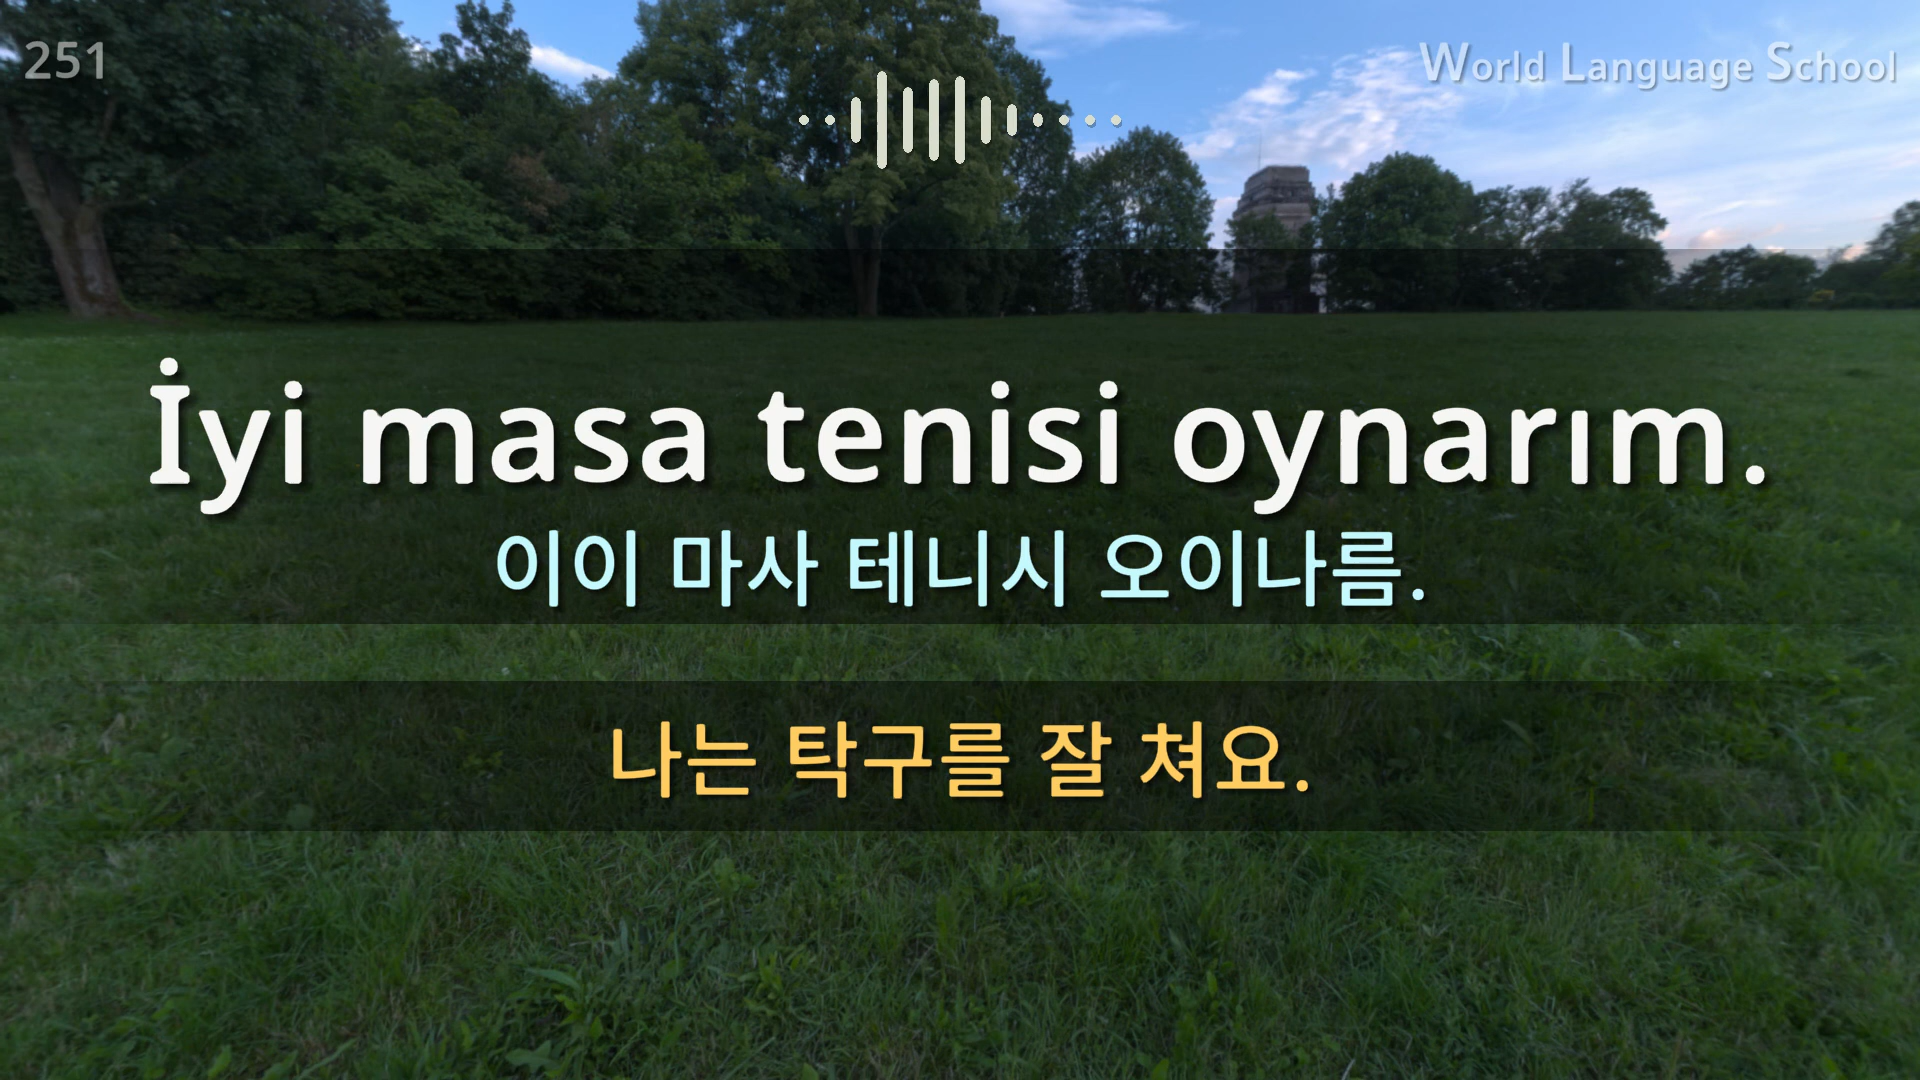 251
World Language School
İyi masa tenisi oynarım.
이이 마사 테니시 오이나름.
나는 탁구를 잘 쳐요.